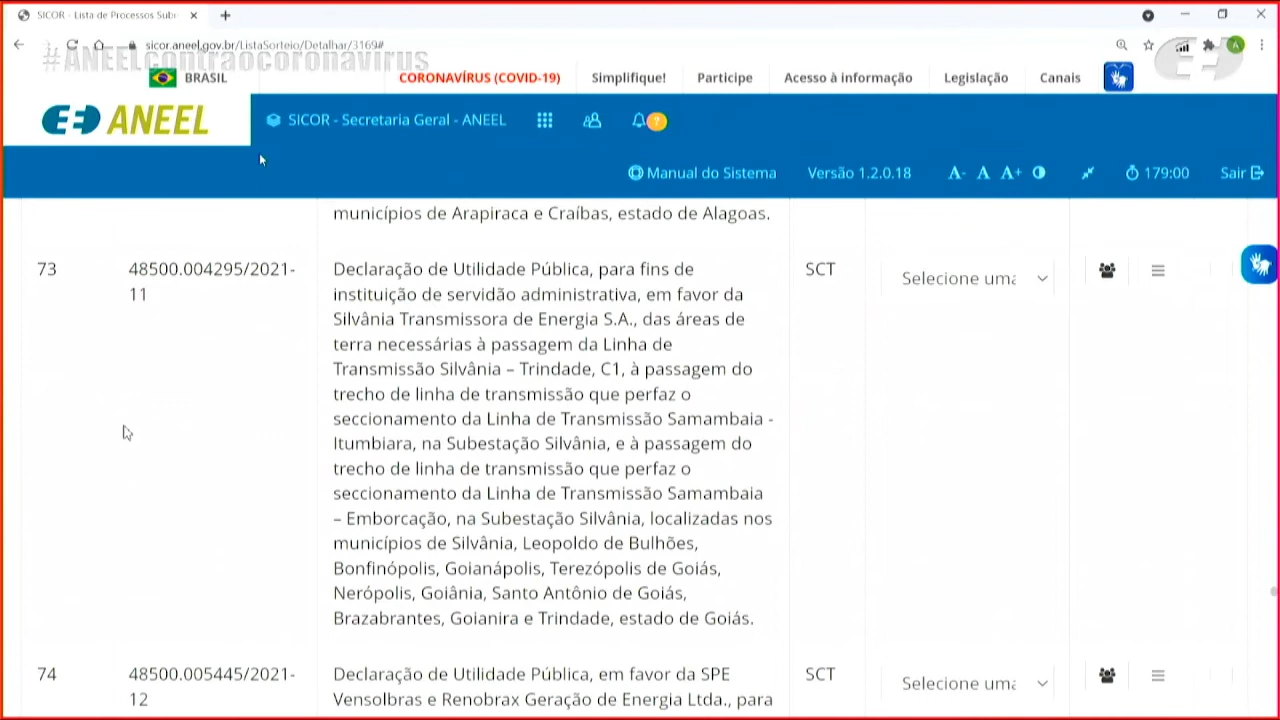 SICOR - Lista de Processos Sub
sicor.aneel.gov.br/ListaSorteio/Detalhar/3169#
#ANEELcontraocoronavirus
BRASIL
CORONAVÍRUS (COVID-19)
Simplifique!
Participe
Acesso à informação
Legislação
Canais
ANEEL
SICOR - Secretaria Geral - ANEEL
?
Manual do Sistema
Versão 1.2.0.18
A-
A
A+
179:00
Sair
municípios de Arapiraca e Craíbas, estado de Alagoas.
73
48500.004295/2021-
11
Declaração de Utilidade Pública, para fins de
instituição de servidão administrativa, em favor da
Silvânia Transmissora de Energia S.A., das áreas de
terra necessárias à passagem da Linha de
Transmissão Silvânia – Trindade, C1, à passagem do
trecho de linha de transmissão que perfaz o
seccionamento da Linha de Transmissão Samambaia -
Itumbiara, na Subestação Silvânia, e à passagem do
trecho de linha de transmissão que perfaz o
seccionamento da Linha de Transmissão Samambaia
– Emborcação, na Subestação Silvânia, localizadas nos
municípios de Silvânia, Leopoldo de Bulhões,
Bonfinópolis, Goianápolis, Terezópolis de Goiás,
Nerópolis, Goiânia, Santo Antônio de Goiás,
Brazabrantes, Goianira e Trindade, estado de Goiás.
SCT
Selecione uma
74
48500.005445/2021-
12
Declaração de Utilidade Pública, em favor da SPE
Vensolbras e Renobrax Geração de Energia Ltda., para
SCT
Selecione uma